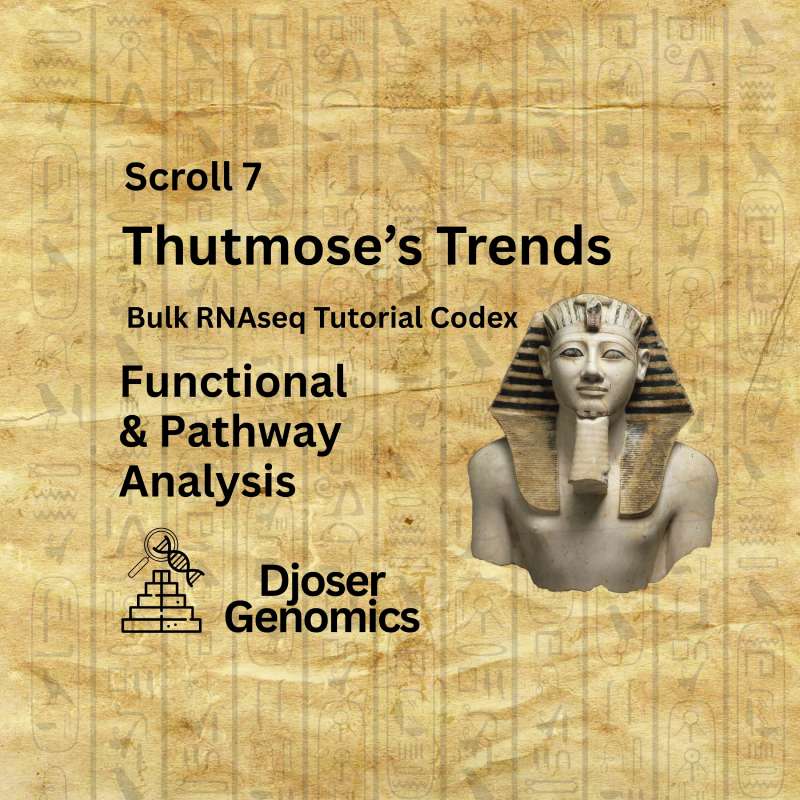 Scroll 7
Thutmose’s Trends
Bulk RNAseq Tutorial Codex
Functional
& Pathway
Analysis
Djoser
Genomics